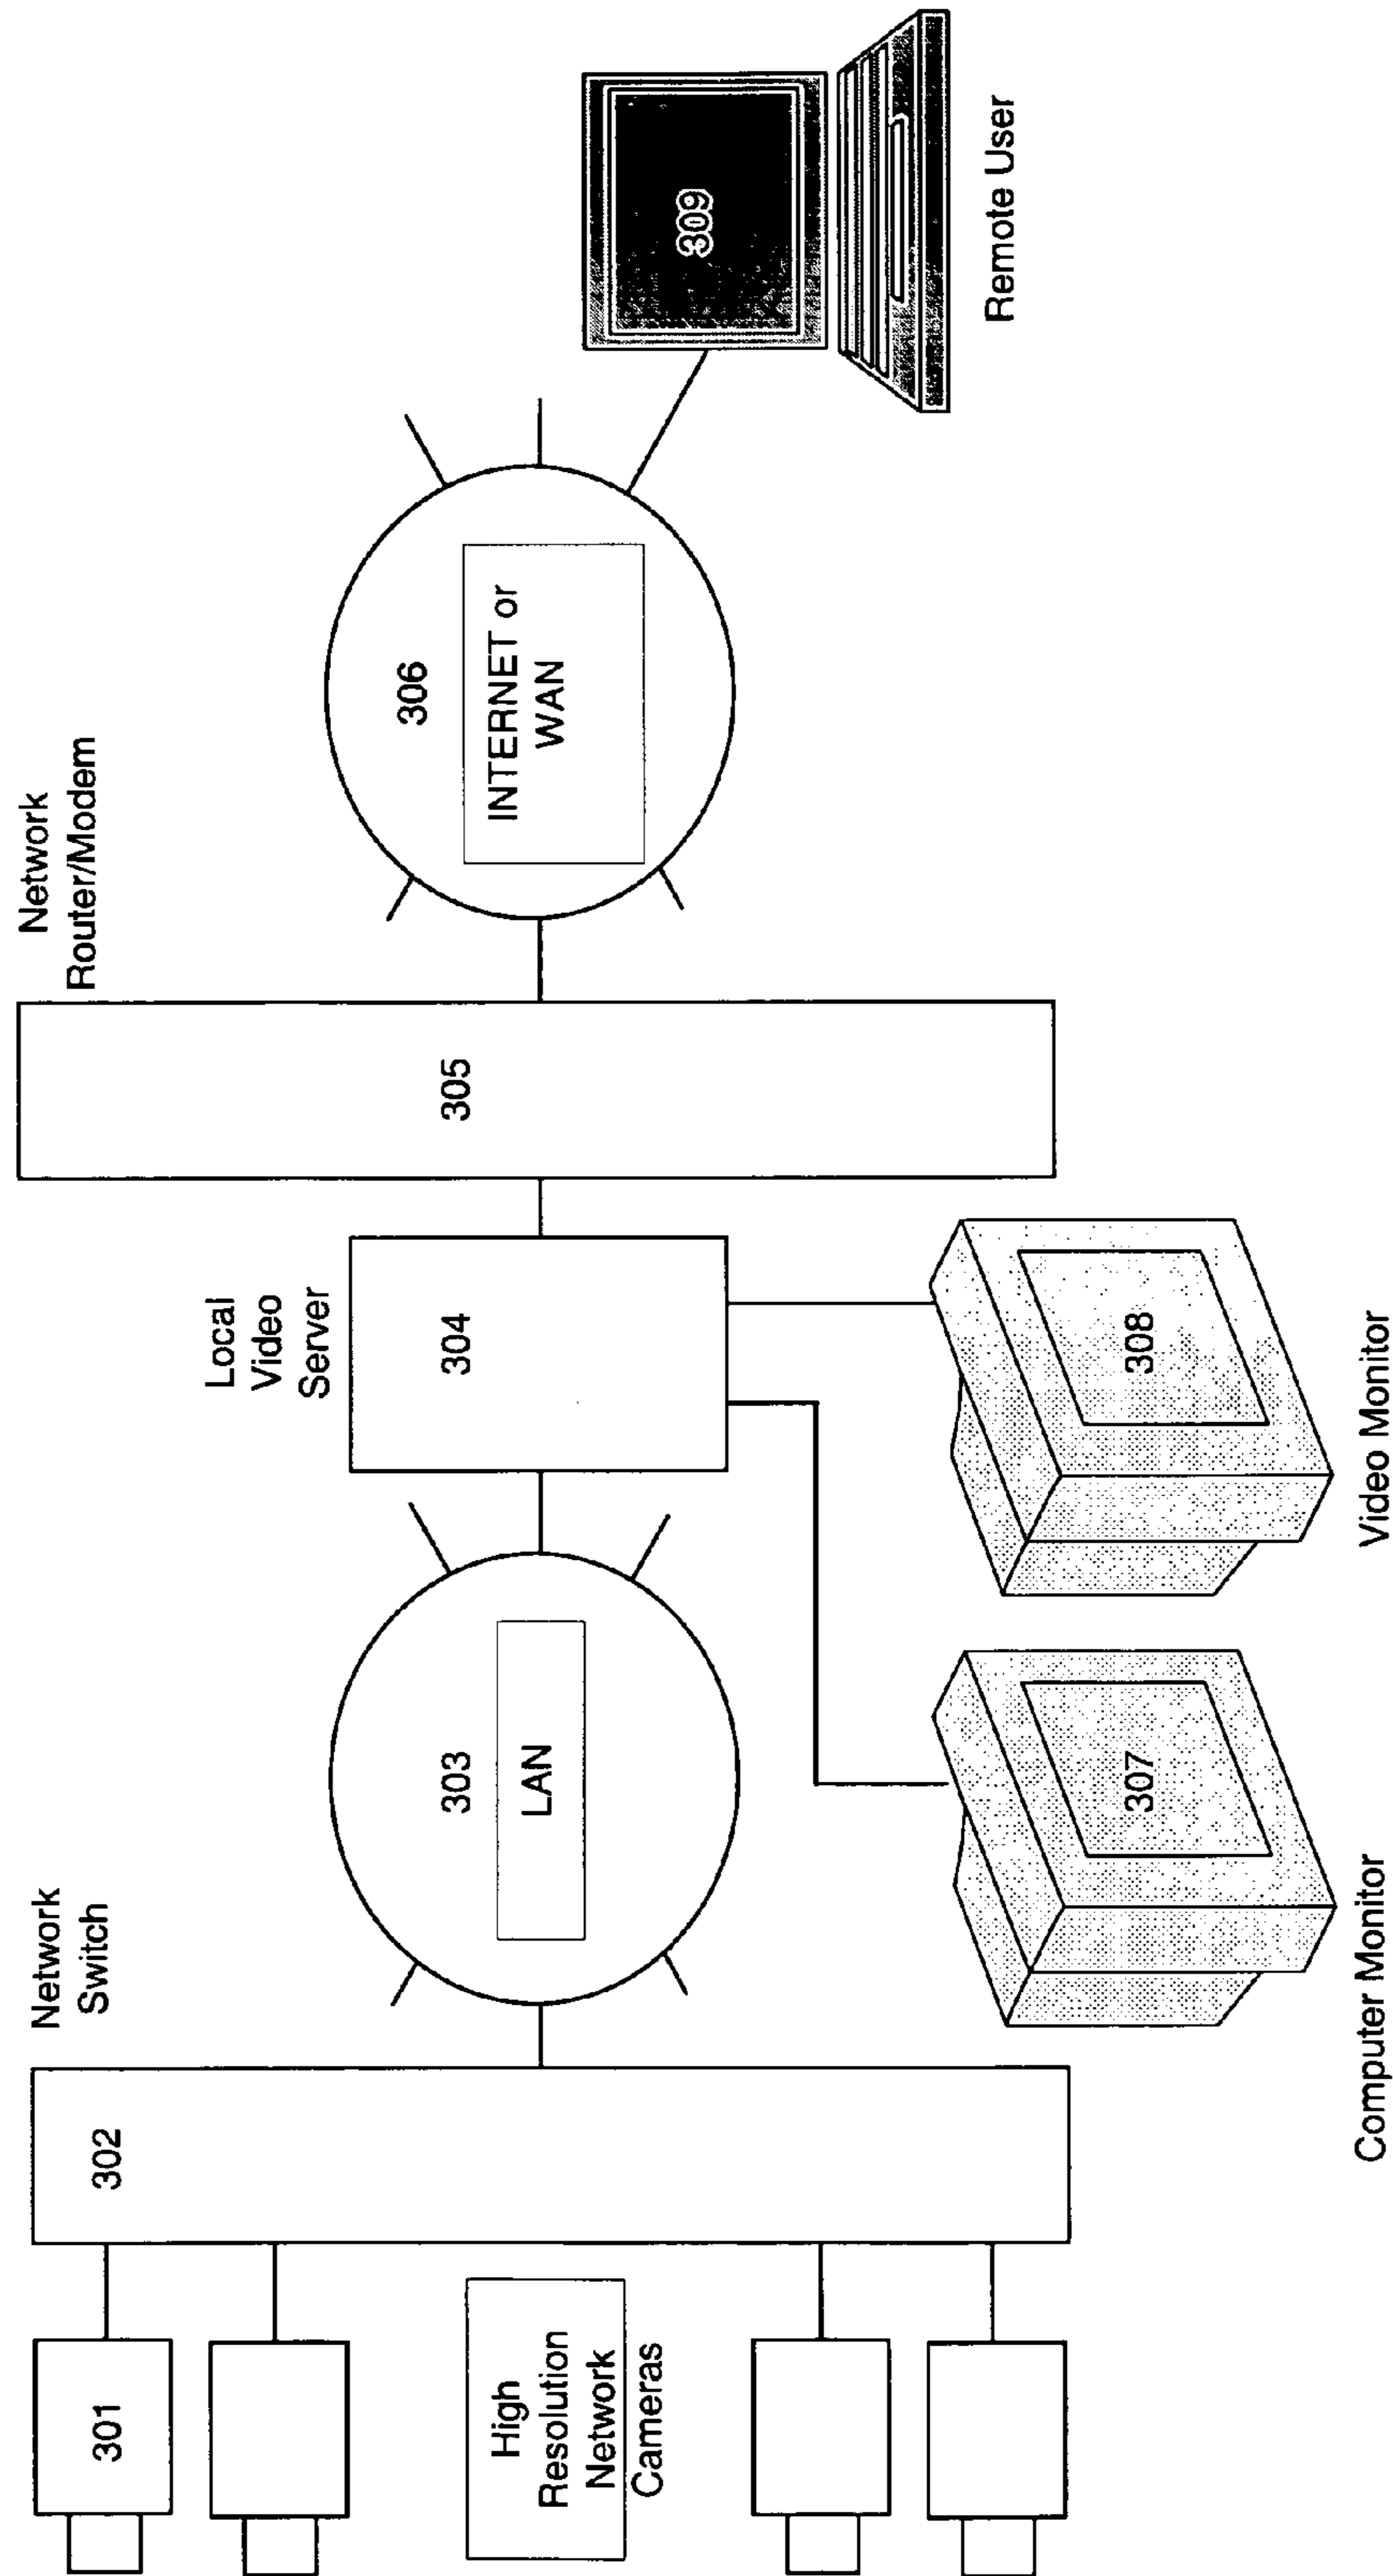 301
High
Resolution
Network
Cameras
Network
Switch
302
303
LAN
Local
Video
Server
304
Computer Monitor
307
Video Monitor
308
Network
Router/Modem
305
306
INTERNET or
WAN
309
Remote User